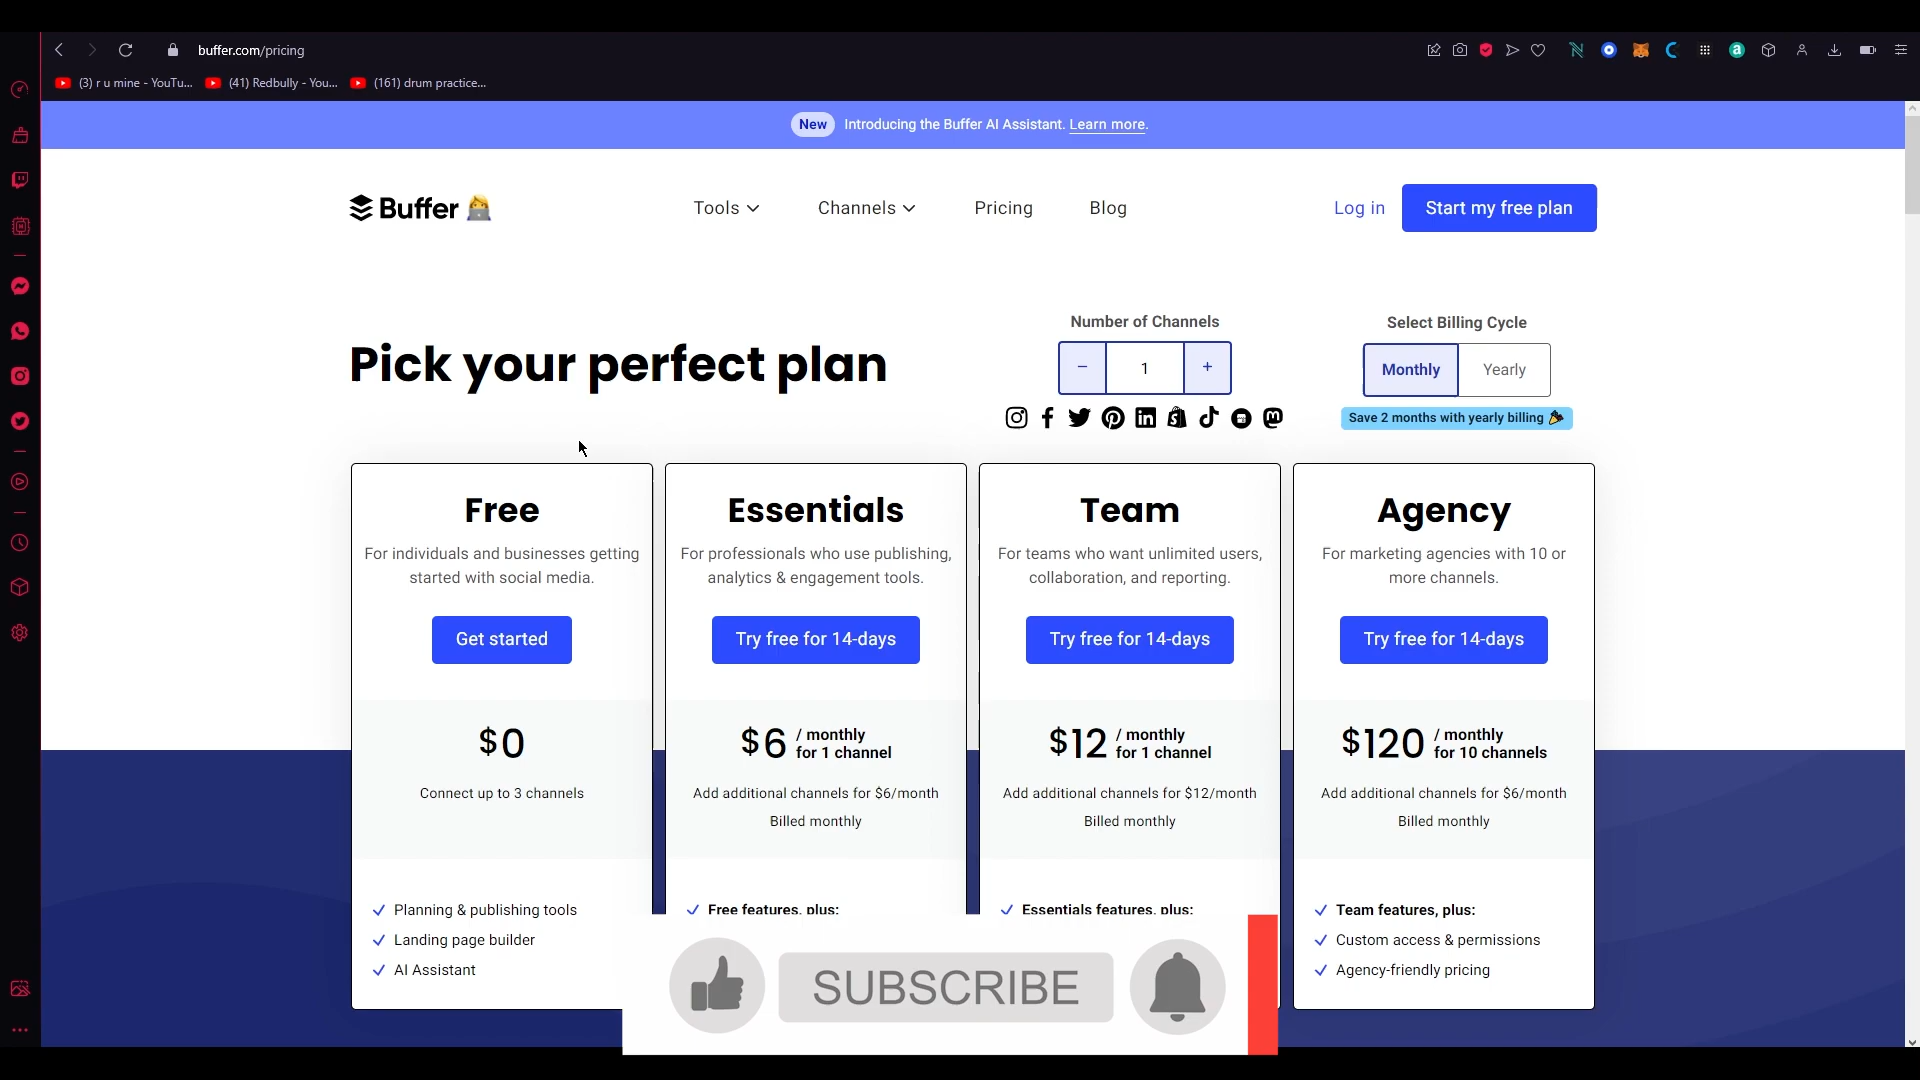 buffer.com/pricing
(3) r u mine - YouTu...
(41) Redbully - You...
(161) drum practice...
New
Introducing the Buffer AI Assistant. Learn more.
Buffer
Tools
Channels
Pricing
Blog
Log in
Start my free plan
Pick your perfect plan
Number of Channels
−
1
+
Select Billing Cycle
Monthly
Yearly
Save 2 months with yearly billing
Free
For individuals and businesses getting
started with social media.
Get started
$0
Connect up to 3 channels
Planning & publishing tools
Landing page builder
AI Assistant
Essentials
For professionals who use publishing,
analytics & engagement tools.
Try free for 14-days
$6 / monthly
for 1 channel
Add additional channels for $6/month
Billed monthly
Free features, plus:
Team
For teams who want unlimited users,
collaboration, and reporting.
Try free for 14-days
$12 / monthly
for 1 channel
Add additional channels for $12/month
Billed monthly
Essentials features, plus:
Agency
For marketing agencies with 10 or
more channels.
Try free for 14-days
$120 / monthly
for 10 channels
Add additional channels for $6/month
Billed monthly
Team features, plus:
Custom access & permissions
Agency-friendly pricing
SUBSCRIBE